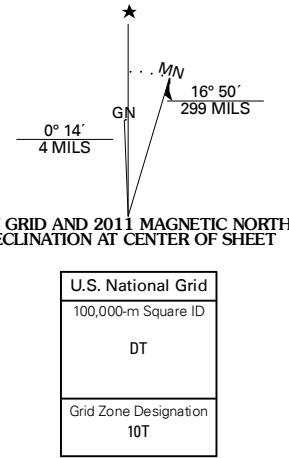 MN
16° 50´
299 MILS
GN
0° 14´
4 MILS
GRID AND 2011 MAGNETIC NORTH
ECLINATION AT CENTER OF SHEET
U.S. National Grid
100,000-m Square ID
DT
Grid Zone Designation
10T